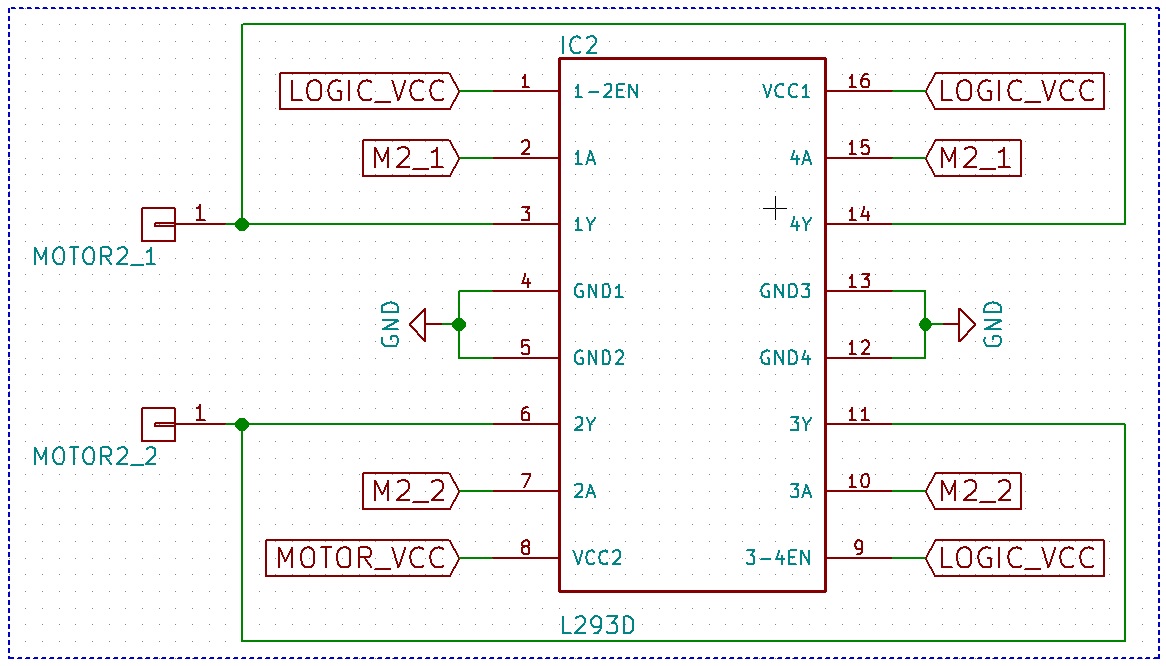 IC2
LOGIC_VCC 1 1-2EN VCC1 16 LOGIC_VCC
M2_1 2 1A 4A 15 M2_1
1 3 1Y 4Y 14
MOTOR2_1
4 GND1 GND3 13
GND GND
5 GND2 GND4 12
1 6 2Y 3Y 11
MOTOR2_2
M2_2 7 2A 3A 10 M2_2
MOTOR_VCC 8 VCC2 3-4EN 9 LOGIC_VCC
L293D